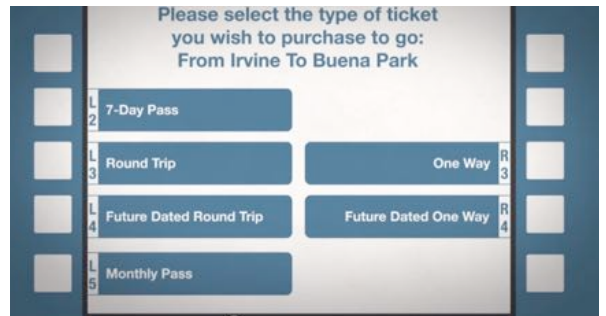 Please select the type of ticket
you wish to purchase to go:
From Irvine To Buena Park
L2 7-Day Pass
L3 Round Trip
One Way R3
L4 Future Dated Round Trip
Future Dated One Way R4
L5 Monthly Pass